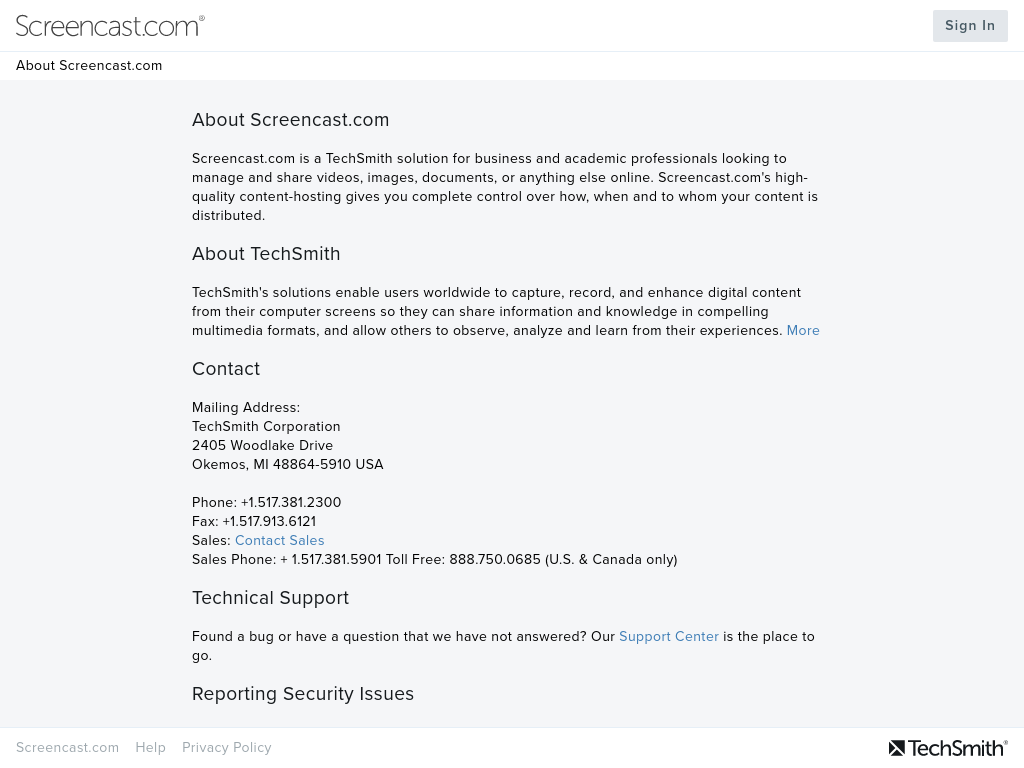 Screencast.com®
Sign In
About Screencast.com
About Screencast.com
Screencast.com is a TechSmith solution for business and academic professionals looking to
manage and share videos, images, documents, or anything else online. Screencast.com's high-
quality content-hosting gives you complete control over how, when and to whom your content is
distributed.
About TechSmith
TechSmith's solutions enable users worldwide to capture, record, and enhance digital content
from their computer screens so they can share information and knowledge in compelling
multimedia formats, and allow others to observe, analyze and learn from their experiences. More
Contact
Mailing Address:
TechSmith Corporation
2405 Woodlake Drive
Okemos, MI 48864-5910 USA
Phone: +1.517.381.2300
Fax: +1.517.913.6121
Sales: Contact Sales
Sales Phone: + 1.517.381.5901 Toll Free: 888.750.0685 (U.S. & Canada only)
Technical Support
Found a bug or have a question that we have not answered? Our Support Center is the place to
go.
Reporting Security Issues
Screencast.com Help Privacy Policy
TechSmith®